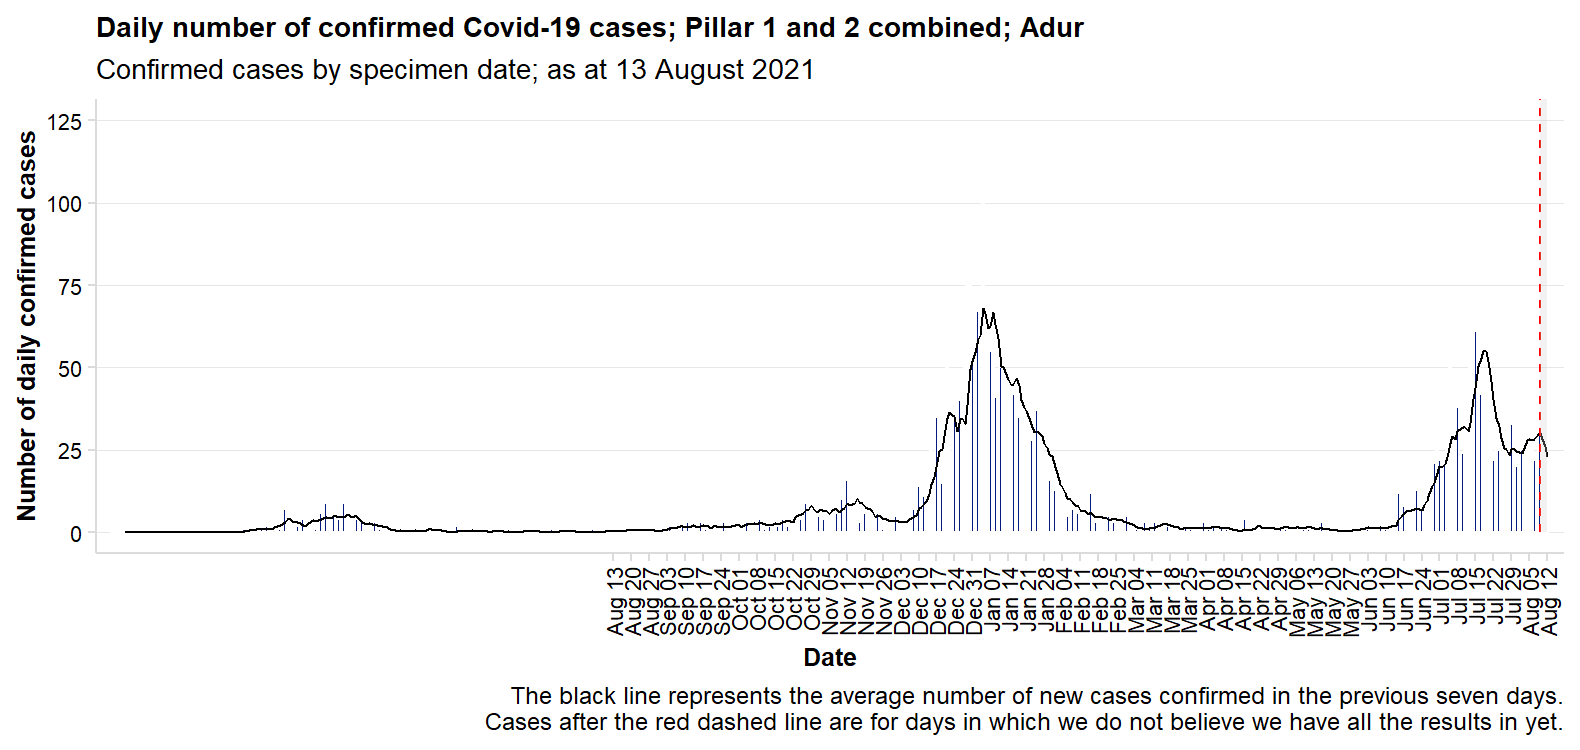 Daily number of confirmed Covid-19 cases; Pillar 1 and 2 combined; Adur
Confirmed cases by specimen date; as at 13 August 2021
Number of daily confirmed cases
125
100
75
50
25
0
Aug 13
Aug 20
Aug 27
Sep 03
Sep 10
Sep 17
Sep 24
Oct 01
Oct 08
Oct 15
Oct 22
Oct 29
Nov 05
Nov 12
Nov 19
Nov 26
Dec 03
Dec 10
Dec 17
Dec 24
Dec 31
Jan 07
Jan 14
Jan 21
Jan 28
Feb 04
Feb 11
Feb 18
Feb 25
Mar 04
Mar 11
Mar 18
Mar 25
Apr 01
Apr 08
Apr 15
Apr 22
Apr 29
May 06
May 13
May 20
May 27
Jun 03
Jun 10
Jun 17
Jun 24
Jul 01
Jul 08
Jul 15
Jul 22
Jul 29
Aug 05
Aug 12
Date
The black line represents the average number of new cases confirmed in the previous seven days.
Cases after the red dashed line are for days in which we do not believe we have all the results in yet.